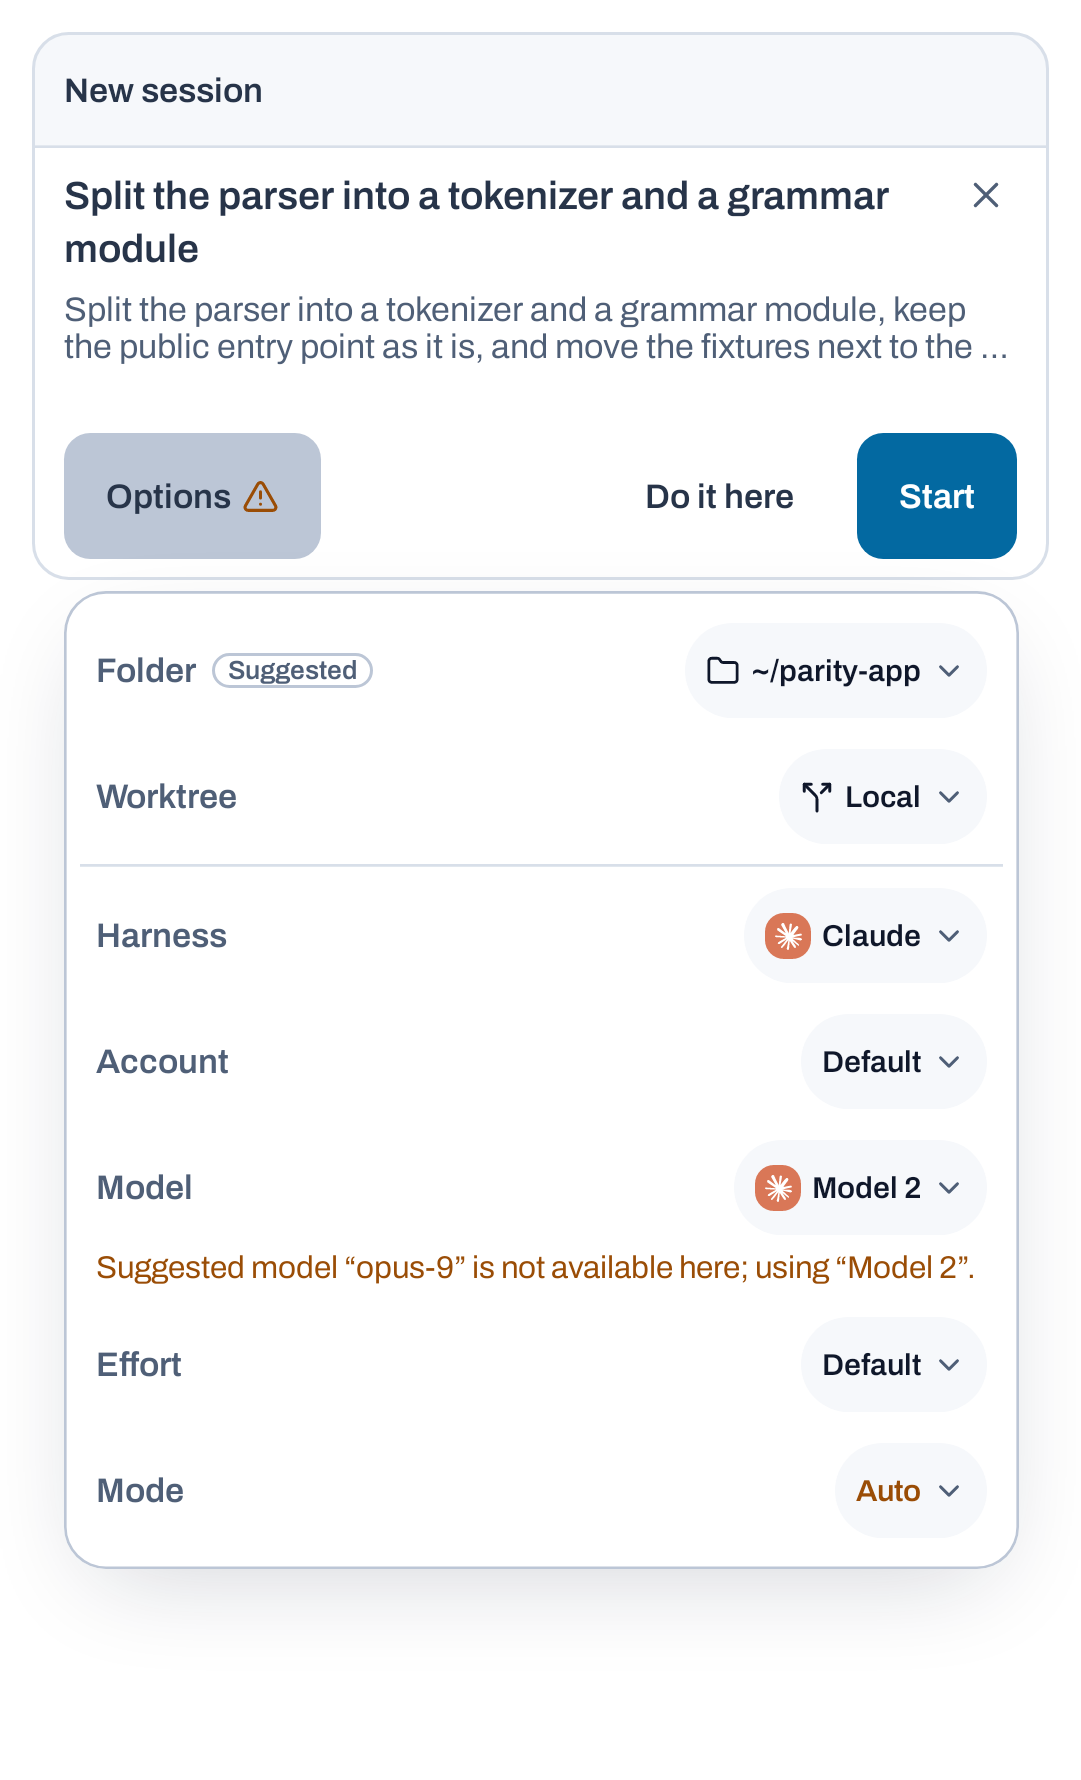 New session
Split the parser into a tokenizer and a grammar
module
Split the parser into a tokenizer and a grammar module, keep
the public entry point as it is, and move the fixtures next to the ...
Options
Do it here
Start
Folder
Suggested
~/parity-app
Worktree
Local
Harness
Claude
Account
Default
Model
Model 2
Suggested model “opus-9” is not available here; using “Model 2”.
Effort
Default
Mode
Auto